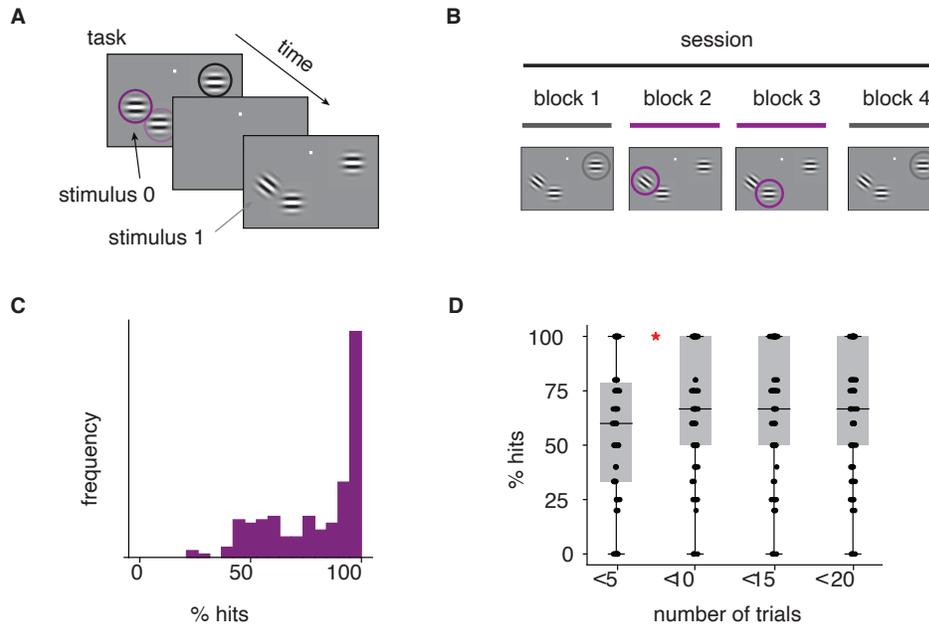 A
task
time
stimulus 0
stimulus 1
B
session
block 1 block 2 block 3 block 4
C
frequency
0 50 100
% hits
D
% hits
100
75
50
25
0
*
<5 <10 <15 <20
number of trials